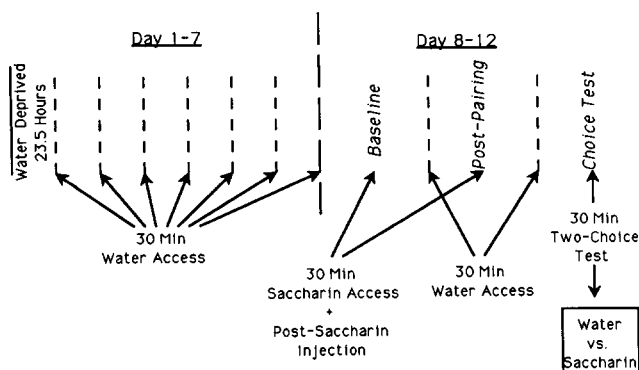 Day 1-7
Day 8-12
Water Deprived
23.5 Hours
Baseline
Post-Pairing
Choice Test
30 Min
Water Access
30 Min
Saccharin Access
+
Post-Saccharin
Injection
30 Min
Water Access
30 Min
Two-Choice
Test
Water
vs.
Saccharin